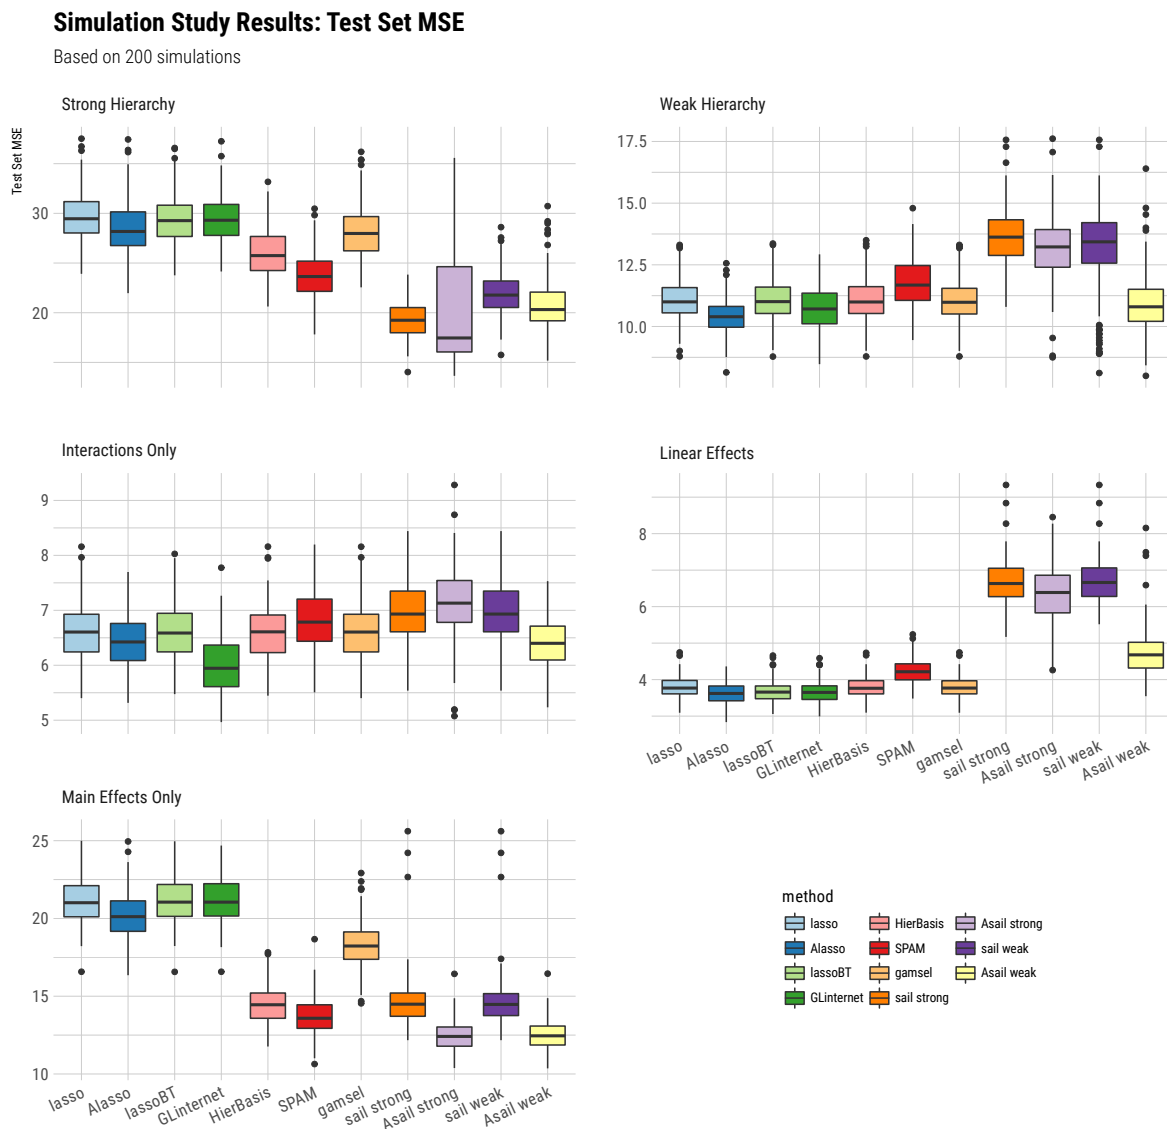 Simulation Study Results: Test Set MSE
Based on 200 simulations
Strong Hierarchy
Test Set MSE
30
20
Weak Hierarchy
17.5
15.0
12.5
10.0
Interactions Only
9
8
7
6
5
Linear Effects
8
6
4
lasso Alasso lassoBT GLinternet HierBasis SPAM gamsel sail strong Asail strong sail weak Asail weak
Main Effects Only
25
20
15
10
lasso Alasso lassoBT GLinternet HierBasis SPAM gamsel sail strong Asail strong sail weak Asail weak
method
lasso HierBasis Asail strong
Alasso SPAM sail weak
lassoBT gamsel Asail weak
GLinternet sail strong